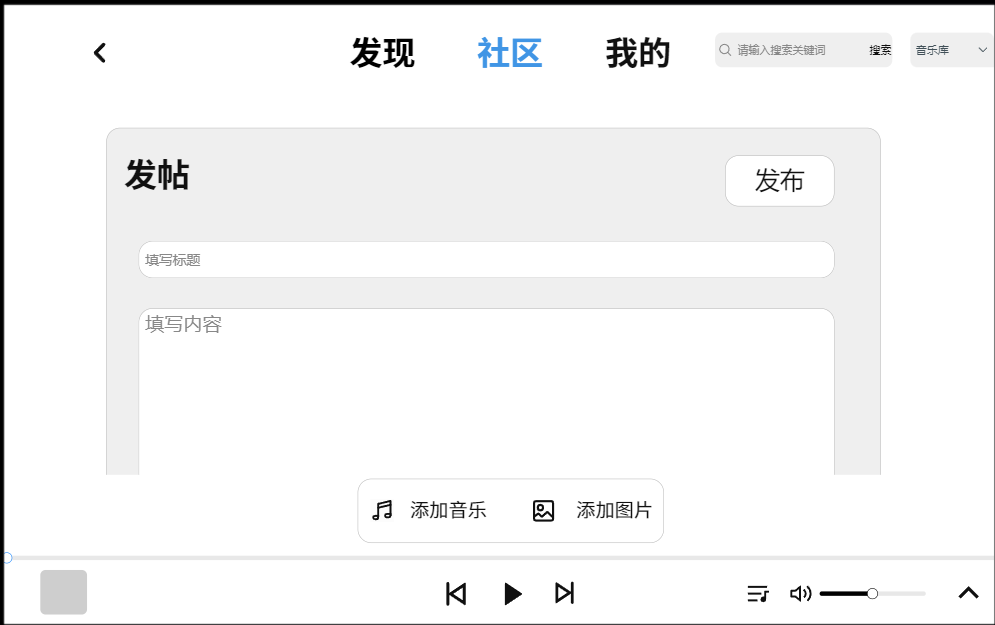 发现 社区 我的 请输入搜索关键词 搜索 音乐库
发帖 发布
填写标题
填写内容
添加音乐 添加图片